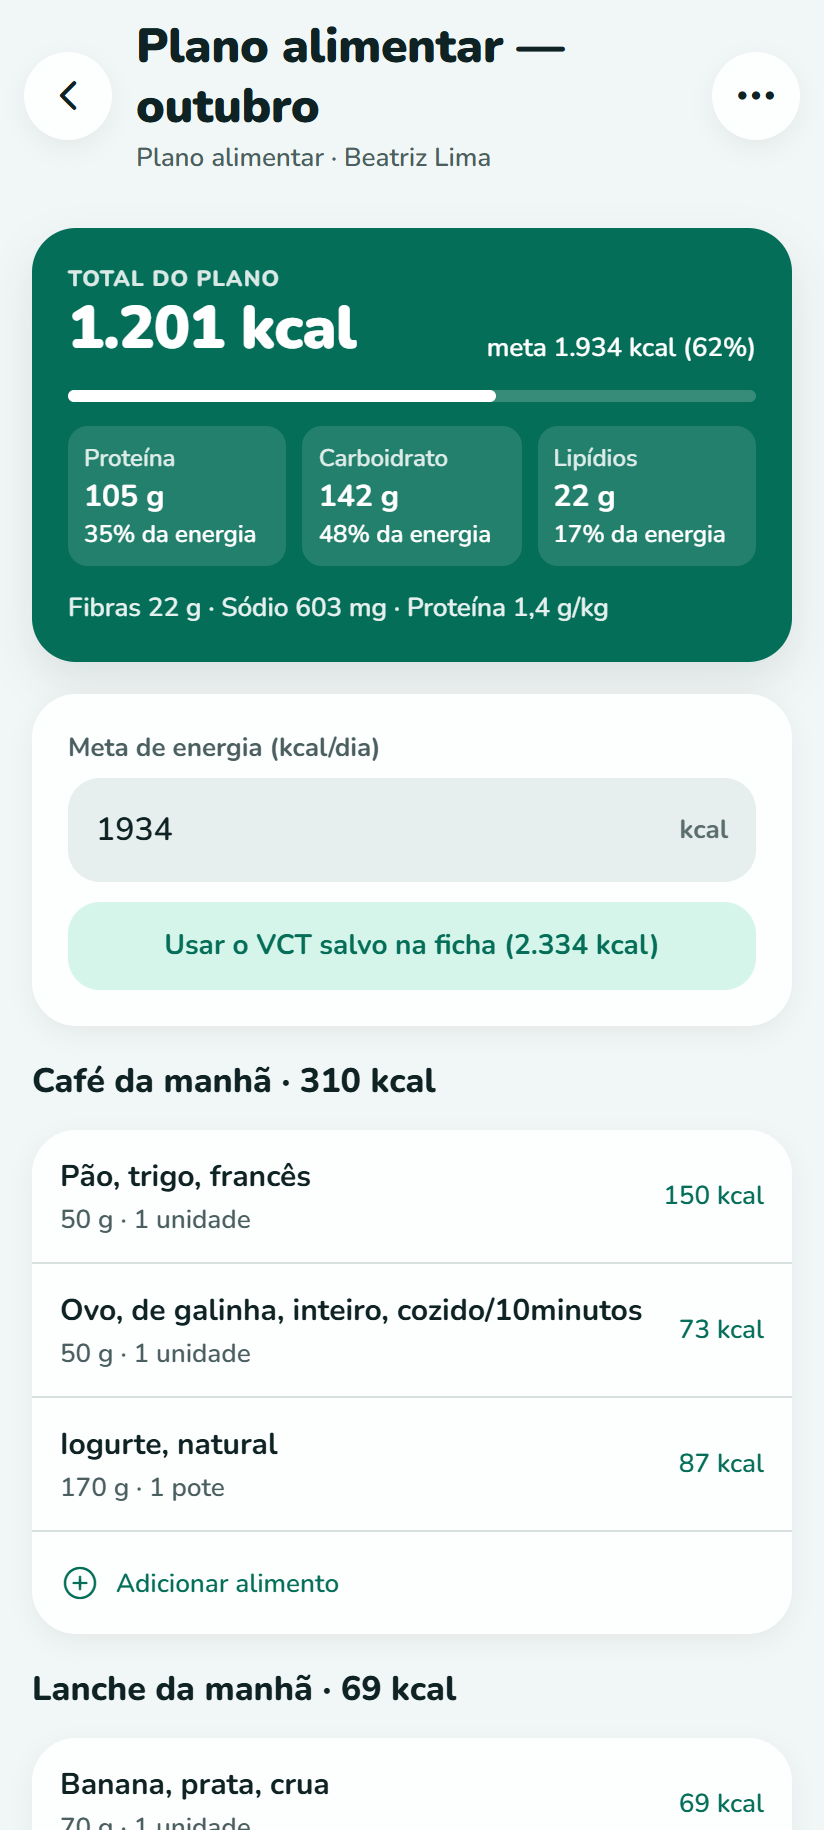 Plano alimentar —
outubro
Plano alimentar · Beatriz Lima
TOTAL DO PLANO
1.201 kcal
meta 1.934 kcal (62%)
Proteína
105 g
35% da energia
Carboidrato
142 g
48% da energia
Lipídios
22 g
17% da energia
Fibras 22 g · Sódio 603 mg · Proteína 1,4 g/kg
Meta de energia (kcal/dia)
1934
kcal
Usar o VCT salvo na ficha (2.334 kcal)
Café da manhã · 310 kcal
Pão, trigo, francês
50 g · 1 unidade
150 kcal
Ovo, de galinha, inteiro, cozido/10minutos
50 g · 1 unidade
73 kcal
Iogurte, natural
170 g · 1 pote
87 kcal
Adicionar alimento
Lanche da manhã · 69 kcal
Banana, prata, crua
70 g · 1 unidade
69 kcal